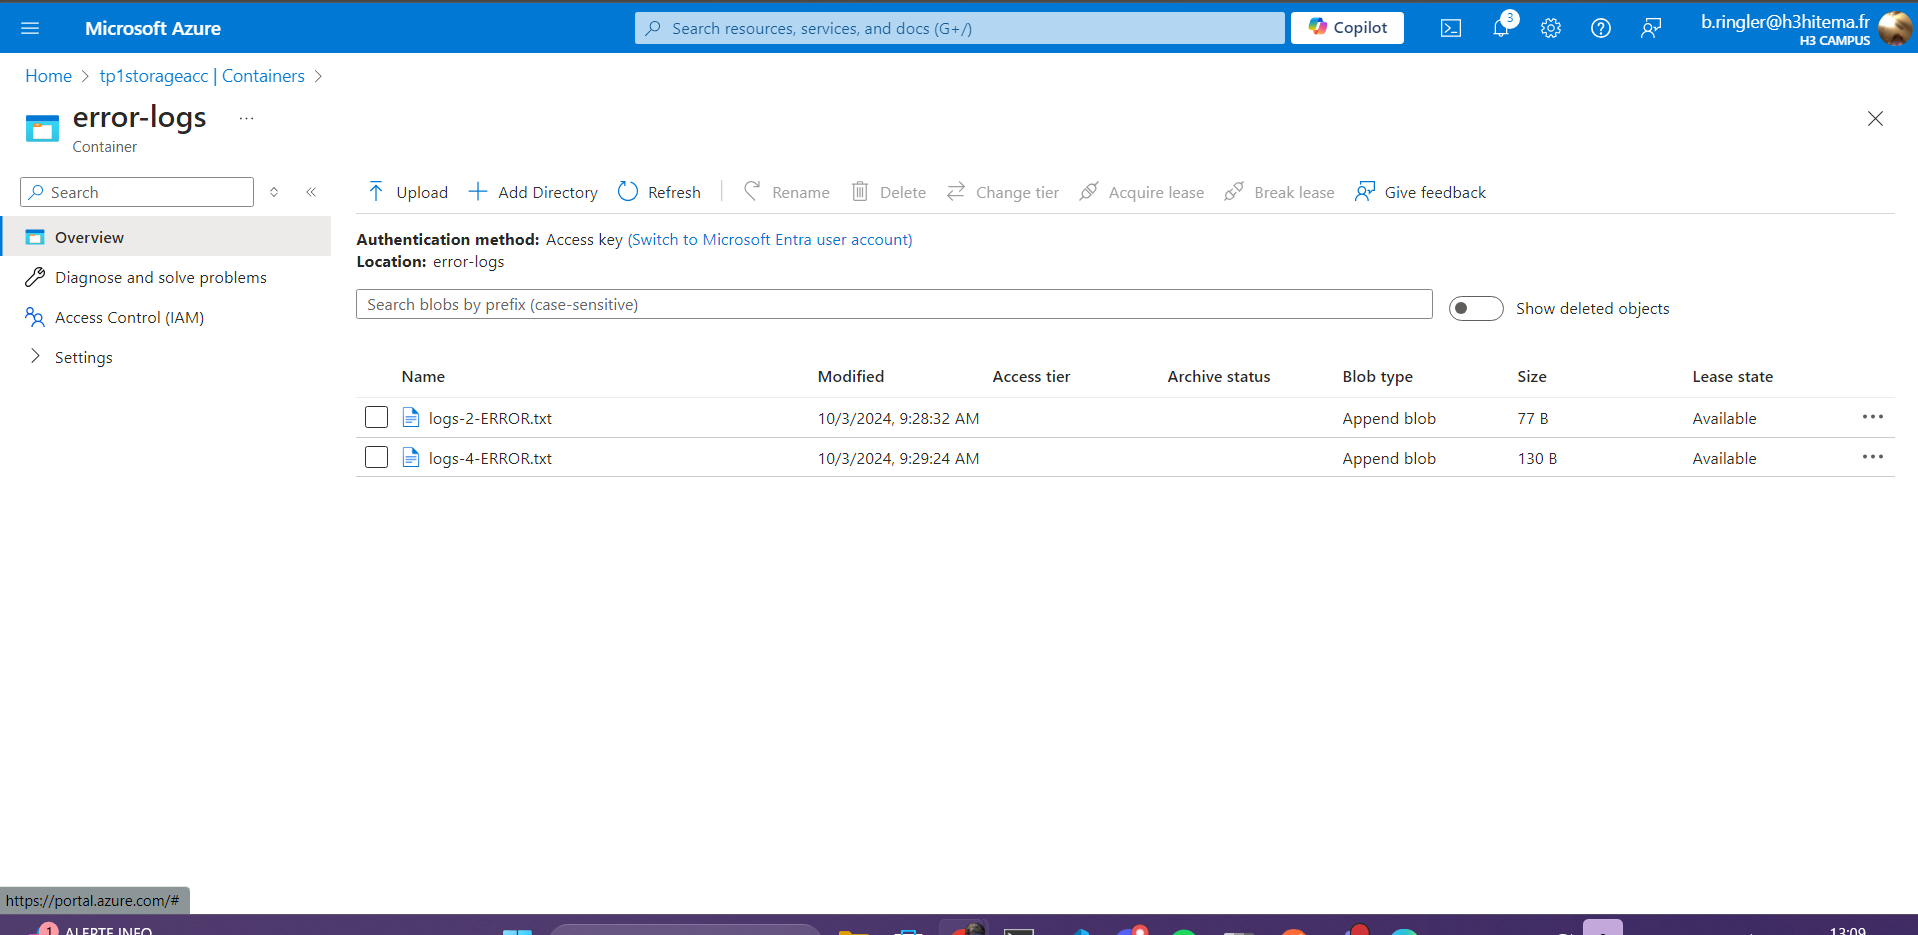 Microsoft Azure
Search resources, services, and docs (G+/)
Copilot
3
b.ringler@h3hitema.fr
H3 CAMPUS
Home > tp1storageacc | Containers >
error-logs ...
Container
Search
Overview
Diagnose and solve problems
Access Control (IAM)
Settings
Upload Add Directory Refresh Rename Delete Change tier Acquire lease Break lease Give feedback
Authentication method: Access key (Switch to Microsoft Entra user account)
Location: error-logs
Search blobs by prefix (case-sensitive)
Show deleted objects
Name Modified Access tier Archive status Blob type Size Lease state
logs-2-ERROR.txt 10/3/2024, 9:28:32 AM Append blob 77 B Available
logs-4-ERROR.txt 10/3/2024, 9:29:24 AM Append blob 130 B Available
https://portal.azure.com/#
1
ALERTE INFO
13:09